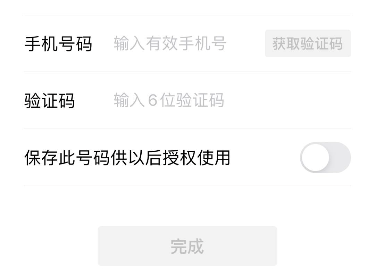 手机号码 输入有效手机号 获取验证码
验证码 输入6位验证码
保存此号码供以后授权使用
完成